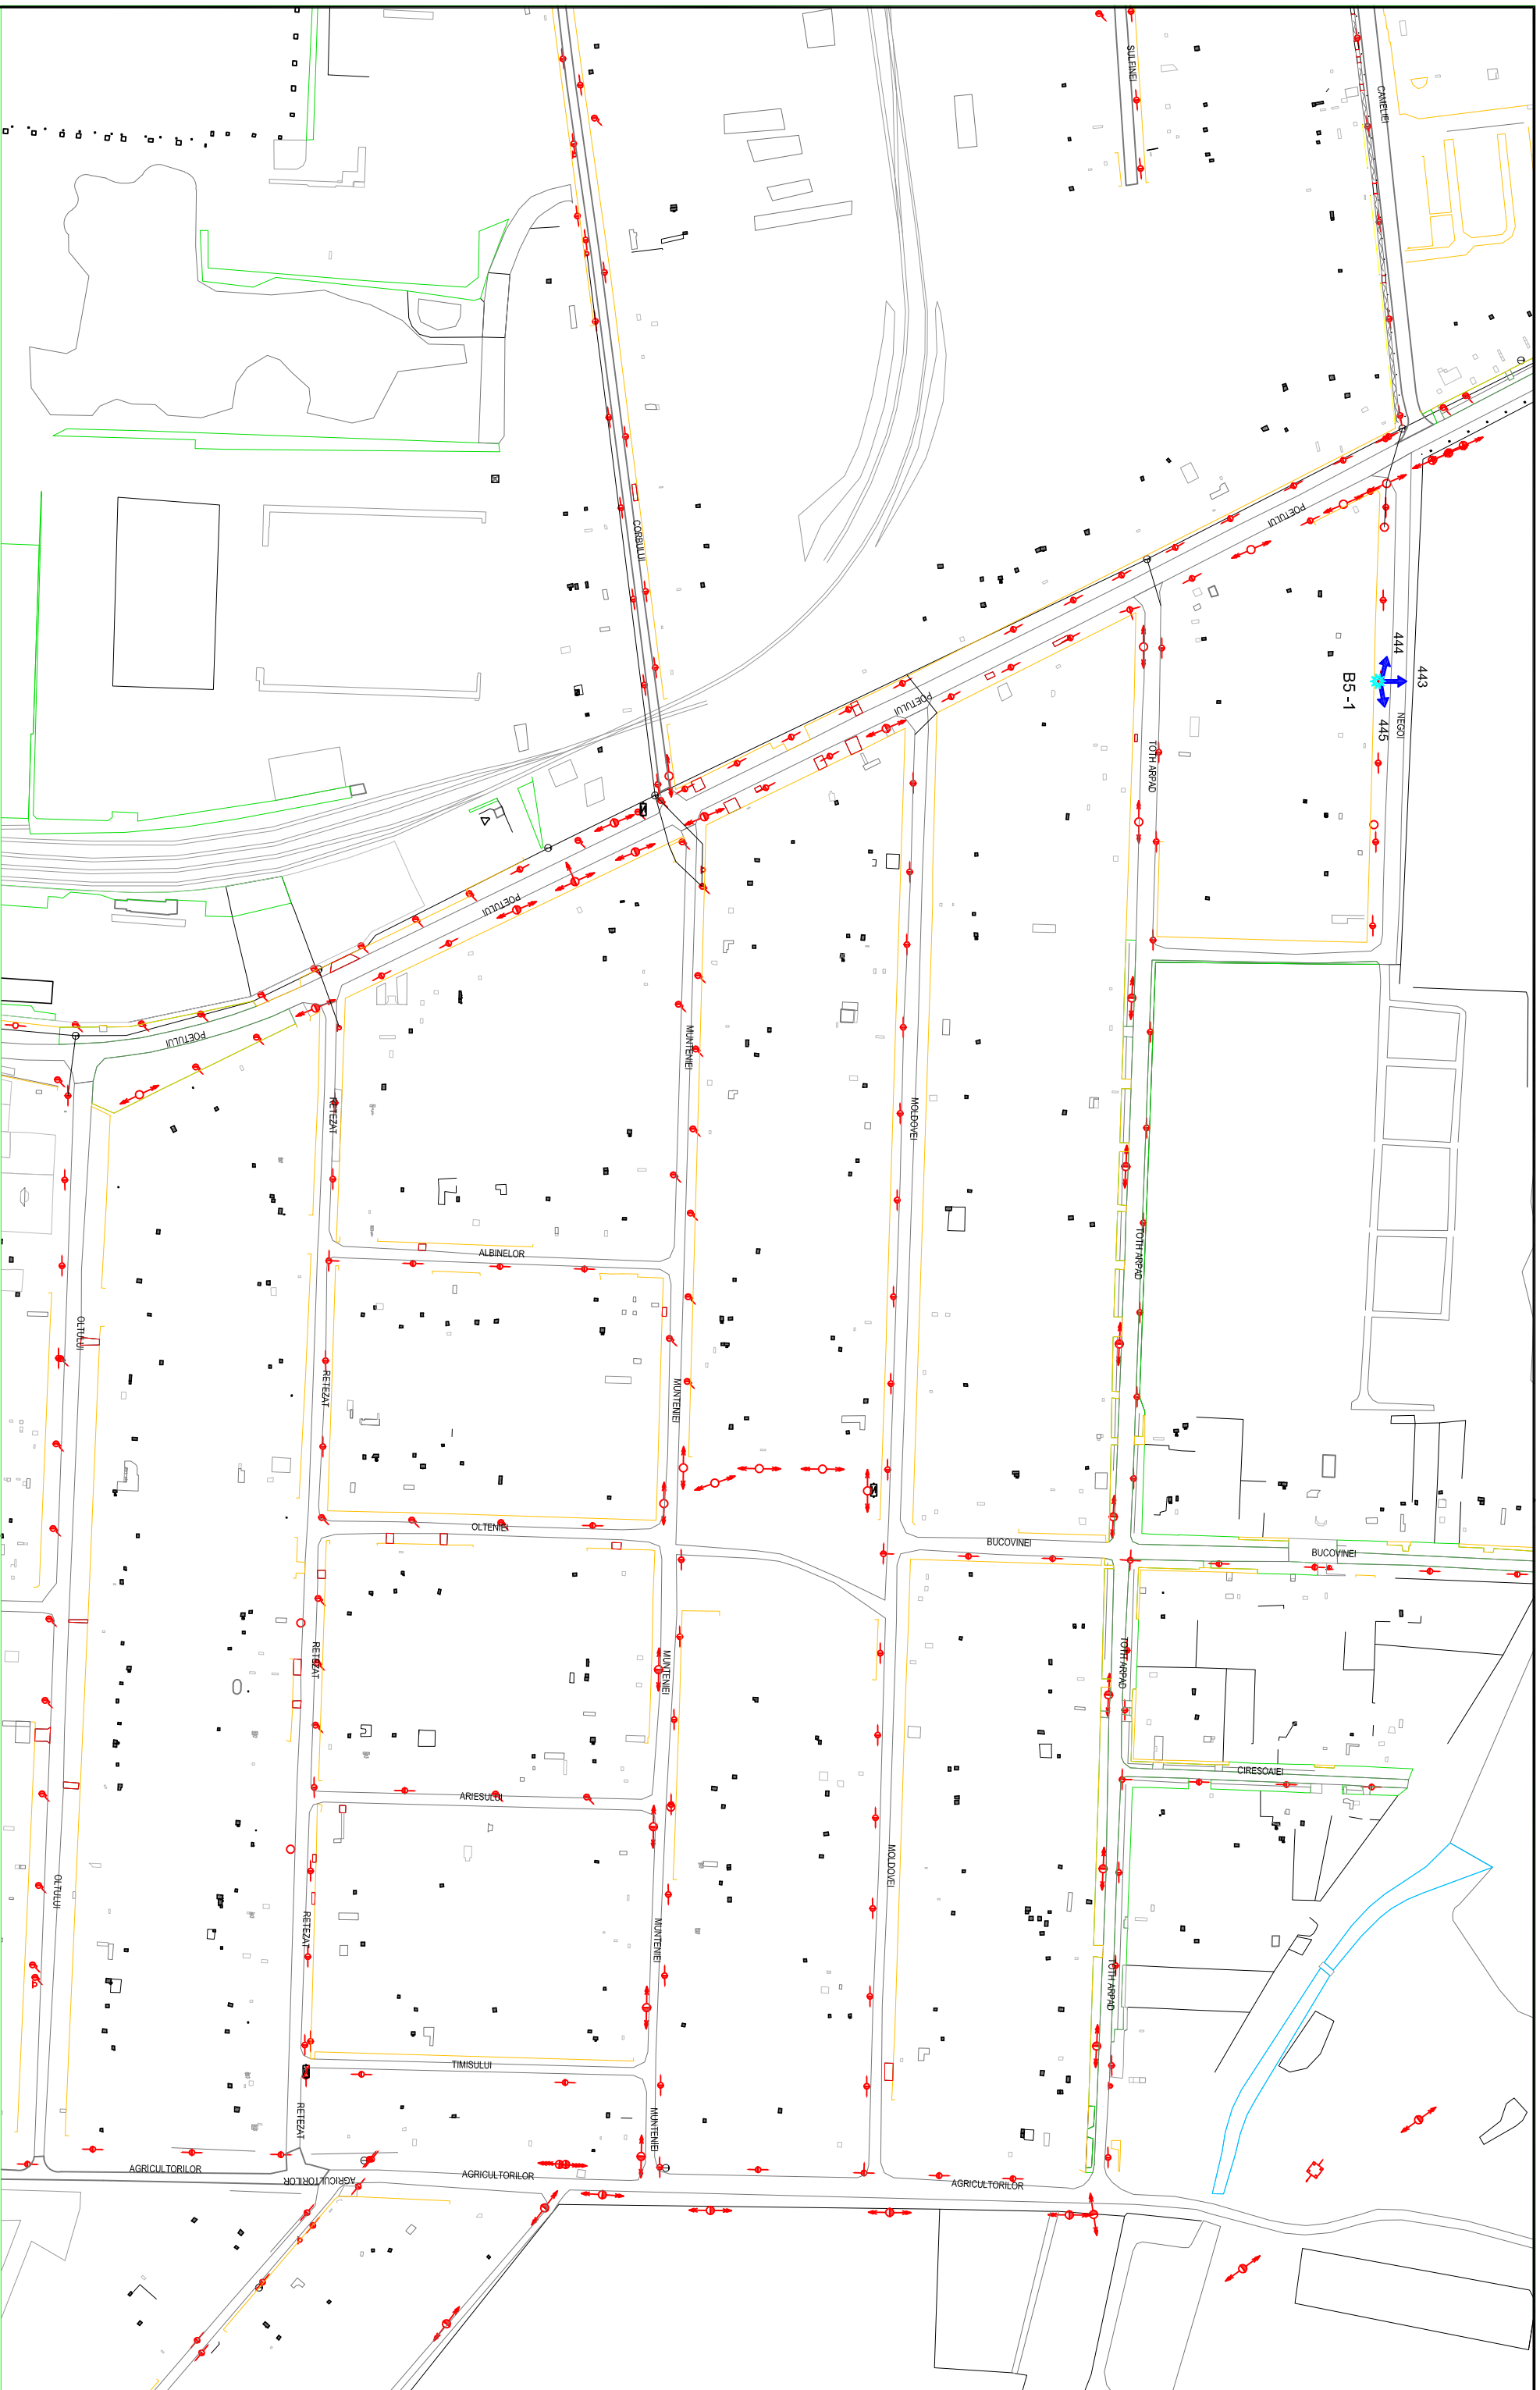 SULFINEI
CAMELIEI
CORBULUI
POETULUI
444
443
B5 -1
445
NEGOI
POETULUI
TOTH ARPAD
POETULUI
POETULUI
MUNTENIEI
RETEZAT
MOLDOVEI
ALBINELOR
TOTH ARPAD
OLTULUI
RETEZAT
MUNTENIEI
OLTENIEI
BUCOVINEI
BUCOVINEI
RETEZAT
MUNTENIEI
TOTH ARPAD
CIRESOAIEI
ARIESULUI
OLTULUI
MOLDOVEI
RETEZAT
MUNTENIEI
TOTH ARPAD
TIMISULUI
RETEZAT
MUNTENIEI
AGRICULTORILOR
AGRICULTORILOR
AGRICULTORILOR
AGRICULTORILOR